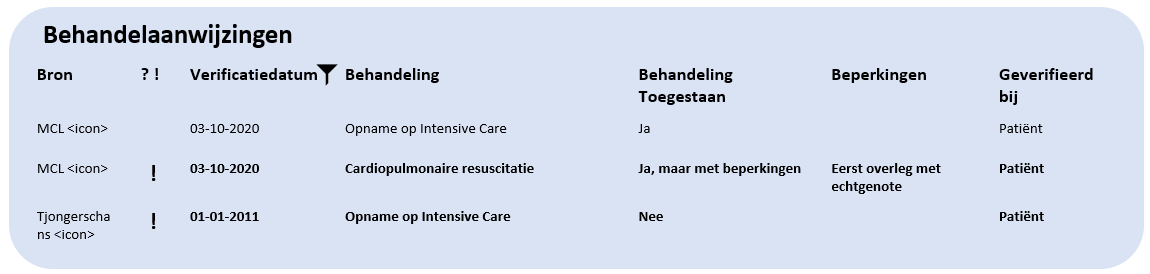 Behandelaanwijzingen
Bron ? ! Verificatiedatum Behandeling Behandeling Beperkingen Geverifieerd
Toegestaan bij
MCL <icon> 03-10-2020 Opname op Intensive Care Ja Patiënt
MCL <icon> ! 03-10-2020 Cardiopulmonaire resuscitatie Ja, maar met beperkingen Eerst overleg met Patiënt
echtgenote
Tjongerscha ! 01-01-2011 Opname op Intensive Care Nee Patiënt
ns <icon>